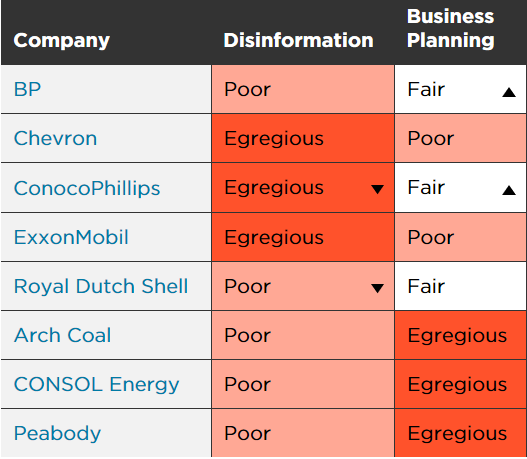 Company Disinformation Business Planning
BP Poor Fair ▲
Chevron Egregious Poor
ConocoPhillips Egregious ▼ Fair ▲
ExxonMobil Egregious Poor
Royal Dutch Shell Poor ▼ Fair
Arch Coal Poor Egregious
CONSOL Energy Poor Egregious
Peabody Poor Egregious